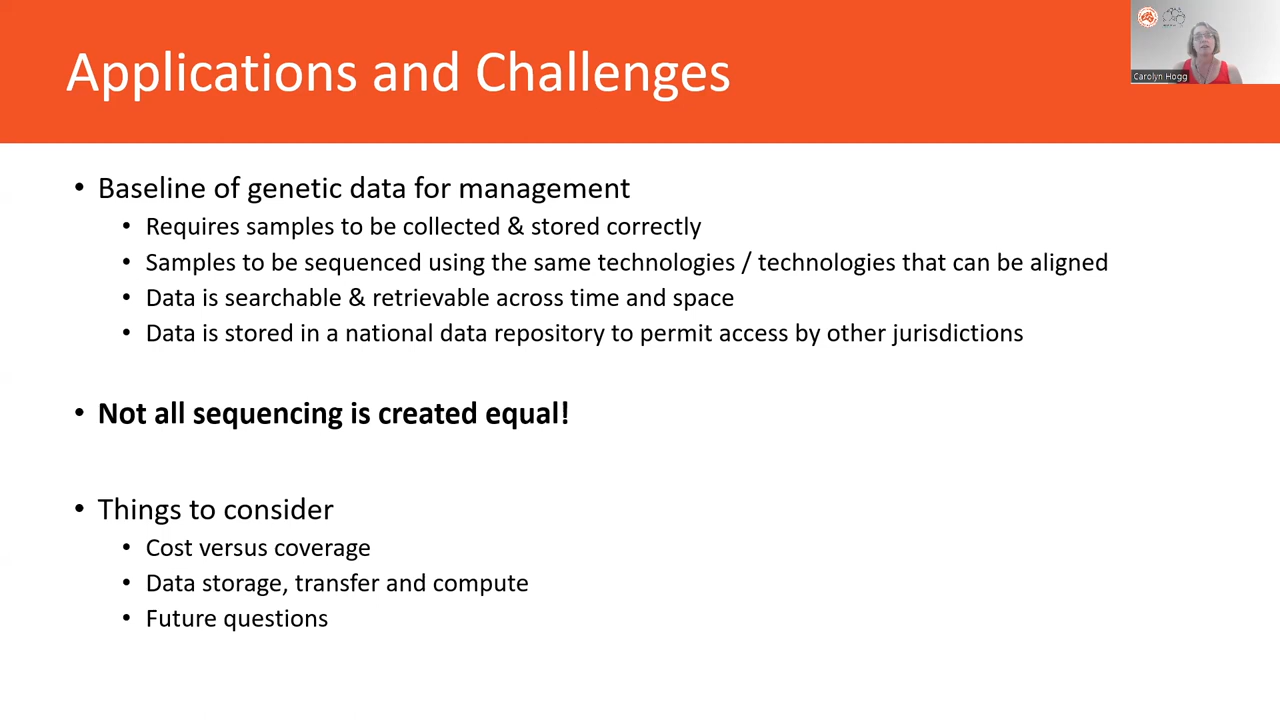 Applications and Challenges
Carolyn Hogg
• Baseline of genetic data for management
• Requires samples to be collected & stored correctly
• Samples to be sequenced using the same technologies / technologies that can be aligned
• Data is searchable & retrievable across time and space
• Data is stored in a national data repository to permit access by other jurisdictions
• Not all sequencing is created equal!
• Things to consider
• Cost versus coverage
• Data storage, transfer and compute
• Future questions